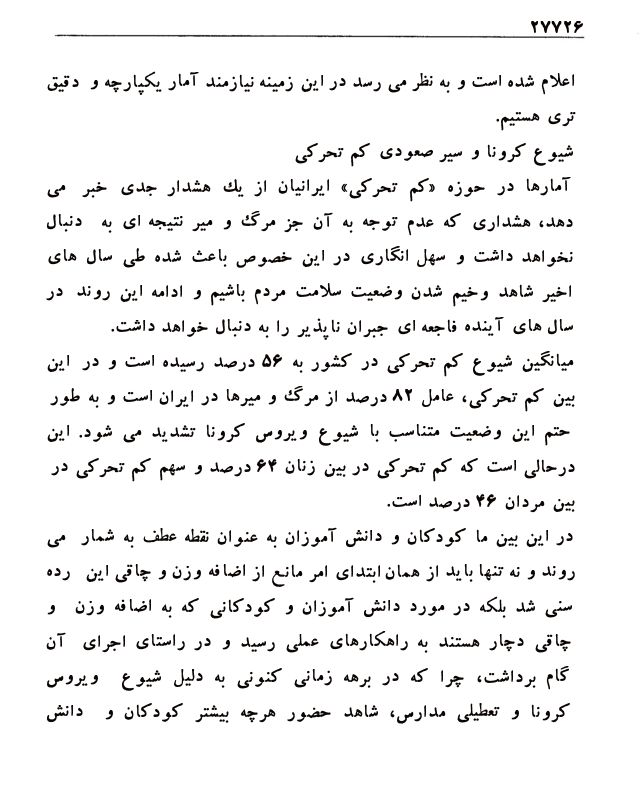 ۲۷۷۲۶
اعلام شده است و به نظر می رسد در این زمینه نیازمند آمار یکپارچه و دقیق
تری هستیم.
شیوع کرونا و سیر صعودی کم تحرکی
آمارها در حوزه «کم تحرکی» ایرانیان از یك هشدار جدی خبر می
دهد، هشداری که عدم توجه به آن جز مرگ و میر نتیجه ای به دنبال
نخواهد داشت و سهل انگاری در این خصوص باعث شده طی سال های
اخیر شاهد وخیم شدن وضعیت سلامت مردم باشیم و ادامه این روند در
سال های آینده فاجعه ای جبران ناپذیر را به دنبال خواهد داشت.
میانگین شیوع کم تحرکی در کشور به ۵۶ درصد رسیده است و در این
بین کم تحرکی، عامل ۸۲ درصد از مرگ و میرها در ایران است و به طور
حتم این وضعیت متناسب با شیوع ویروس کرونا تشدید می شود. این
درحالی است که کم تحرکی در بین زنان ۶۴ درصد و سهم کم تحرکی در
بین مردان ۴۶ درصد است.
در این بین ما کودکان و دانش آموزان به عنوان نقطه عطف به شمار می
روند و نه تنها باید از همان ابتدای امر مانع از اضافه وزن و چاقی این رده
سنی شد بلکه در مورد دانش آموزان و کودکانی که به اضافه وزن و
چاقی دچار هستند به راهکارهای عملی رسید و در راستای اجرای آن
گام برداشت، چرا که در برهه زمانی کنونی به دلیل شیوع ویروس
کرونا و تعطیلی مدارس، شاهد حضور هرچه بیشتر کودکان و دانش